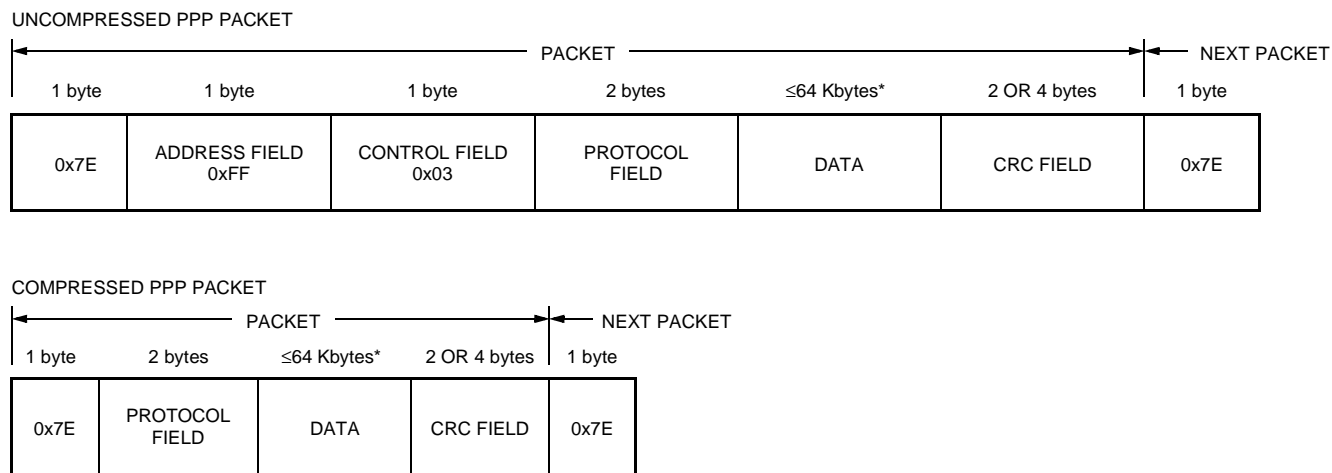 UNCOMPRESSED PPP PACKET
PACKET NEXT PACKET
1 byte 1 byte 1 byte 2 bytes ≤64 Kbytes* 2 OR 4 bytes 1 byte
0x7E ADDRESS FIELD 0xFF CONTROL FIELD 0x03 PROTOCOL FIELD DATA CRC FIELD 0x7E
COMPRESSED PPP PACKET
PACKET NEXT PACKET
1 byte 2 bytes ≤64 Kbytes* 2 OR 4 bytes 1 byte
0x7E PROTOCOL FIELD DATA CRC FIELD 0x7E